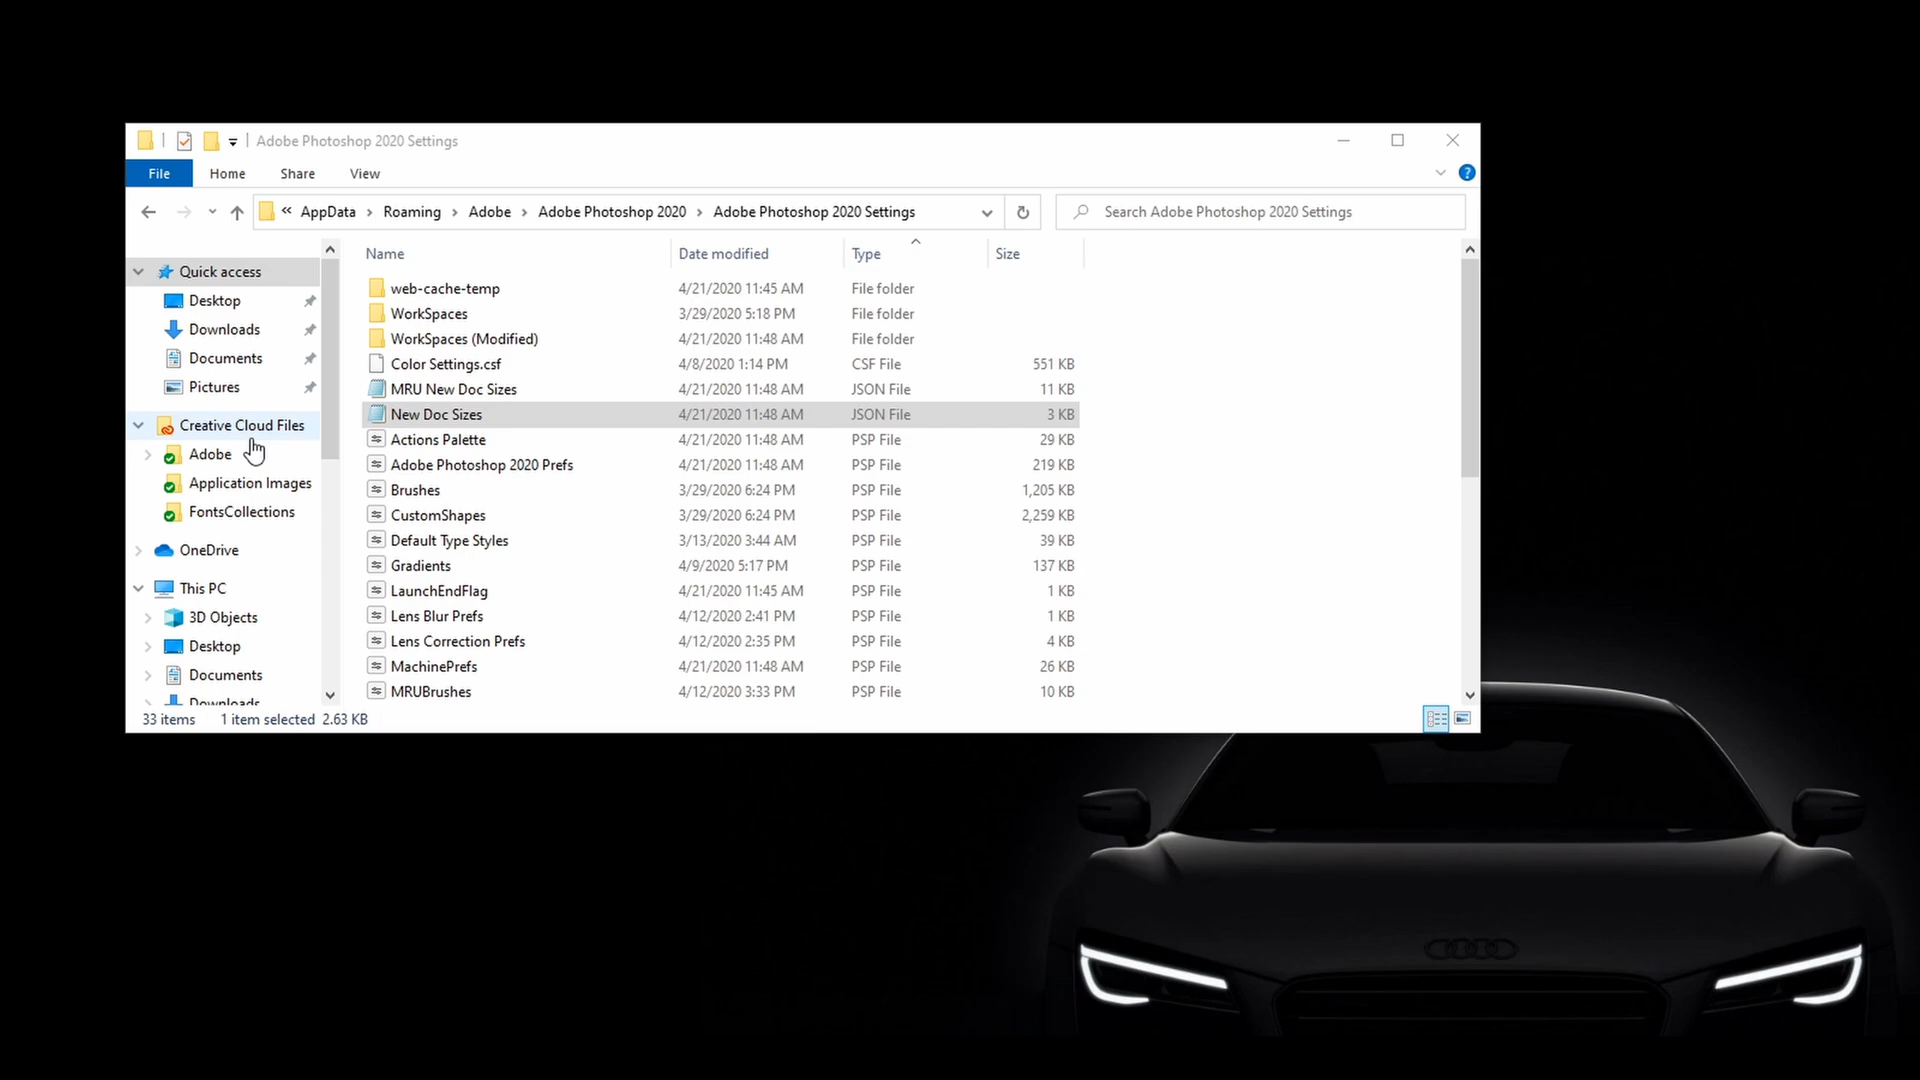 Adobe Photoshop 2020 Settings
File Home Share View
« AppData › Roaming › Adobe › Adobe Photoshop 2020 › Adobe Photoshop 2020 Settings
Search Adobe Photoshop 2020 Settings
Quick access
Desktop
Downloads
Documents
Pictures
Creative Cloud Files
Adobe
Application Images
FontsCollections
OneDrive
This PC
3D Objects
Desktop
Documents
Downloads
Name Date modified Type Size
web-cache-temp 4/21/2020 11:45 AM File folder
WorkSpaces 3/29/2020 5:18 PM File folder
WorkSpaces (Modified) 4/21/2020 11:48 AM File folder
Color Settings.csf 4/8/2020 1:14 PM CSF File 551 KB
MRU New Doc Sizes 4/21/2020 11:48 AM JSON File 11 KB
New Doc Sizes 4/21/2020 11:48 AM JSON File 3 KB
Actions Palette 4/21/2020 11:48 AM PSP File 29 KB
Adobe Photoshop 2020 Prefs 4/21/2020 11:48 AM PSP File 219 KB
Brushes 3/29/2020 6:24 PM PSP File 1,205 KB
CustomShapes 3/29/2020 6:24 PM PSP File 2,259 KB
Default Type Styles 3/13/2020 3:44 AM PSP File 39 KB
Gradients 4/9/2020 5:17 PM PSP File 137 KB
LaunchEndFlag 4/21/2020 11:45 AM PSP File 1 KB
Lens Blur Prefs 4/12/2020 2:41 PM PSP File 1 KB
Lens Correction Prefs 4/12/2020 2:35 PM PSP File 4 KB
MachinePrefs 4/21/2020 11:48 AM PSP File 26 KB
MRUBrushes 4/12/2020 3:33 PM PSP File 10 KB
33 items 1 item selected 2.63 KB